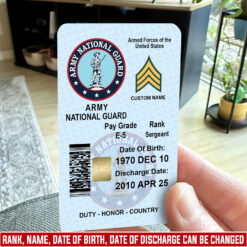 ARMY NATIONAL GUARD
Armed Forces of the
United States
CUSTOM NAME
ARMY
NATIONAL GUARD
Pay Grade
Rank
E-5
Sergeant
Date Of Birth:
1970 DEC 10
Discharge Date:
2010 APR 25
DUTY - HONOR - COUNTRY
RANK, NAME, DATE OF BIRTH, DATE OF DISCHARGE CAN BE CHANGED!